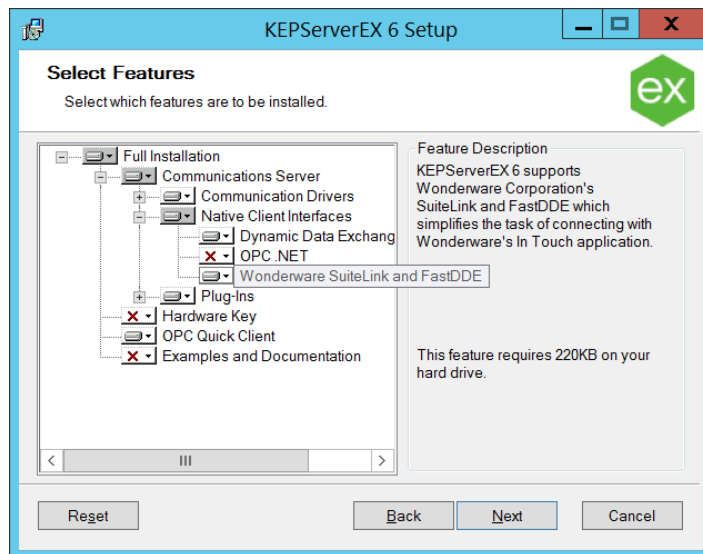 KEPServerEX 6 Setup
Select Features
Select which features are to be installed.
ex
Full Installation
Communications Server
Communication Drivers
Native Client Interfaces
Dynamic Data Exchang
OPC .NET
Wonderware SuiteLink and FastDDE
Plug-Ins
Hardware Key
OPC Quick Client
Examples and Documentation
Feature Description
KEPServerEX 6 supports
Wonderware Corporation's
SuiteLink and FastDDE which
simplifies the task of connecting with
Wonderware's In Touch application.
This feature requires 220KB on your
hard drive.
Reset
Back
Next
Cancel